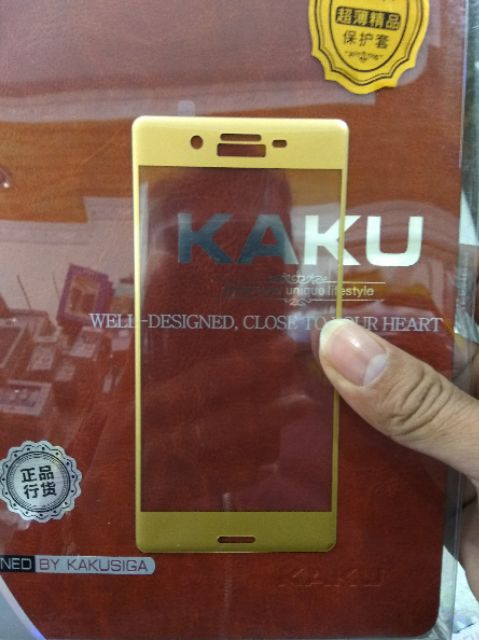 超薄精品
保护套
KAKU
unique lifestyle
WELL-DESIGNED, CLOSE TO YOUR HEART
正品
行货
NED BY KAKUSIGA
KAKU